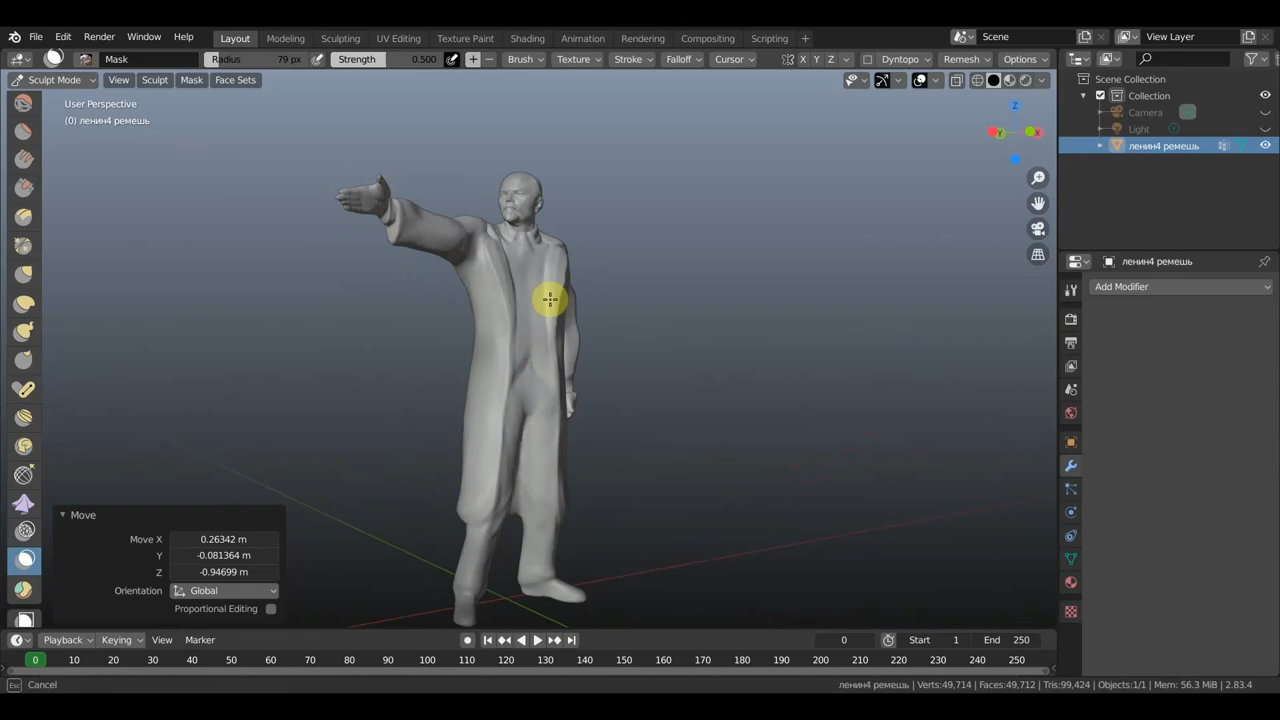 File Edit Render Window Help Layout Modeling Sculpting UV Editing Texture Paint Shading Animation Rendering Compositing Scripting + Scene View Layer
Mask Radius 79 px Strength 0.500 + − Brush Texture Stroke Falloff Cursor X Y Z Dyntopo Remesh Options
Sculpt Mode View Sculpt Mask Face Sets
Scene Collection
Collection
Camera
Light
ленин4 ремешь
User Perspective
(0) ленин4 ремешь
Z
Y X
ленин4 ремешь
Add Modifier
Move
Move X 0.26342 m
Y -0.081364 m
Z -0.94699 m
Orientation Global
Proportional Editing
Playback Keying View Marker 0 Start 1 End 250
0 10 20 30 40 50 60 70 80 90 100 110 120 130 140 150 160 170 180 190 200 210 220 230 240 250
Esc Cancel ленин4 ремешь | Verts:49,714 | Faces:49,712 | Tris:99,424 | Objects:1/1 | Mem: 56.3 MiB | 2.83.4